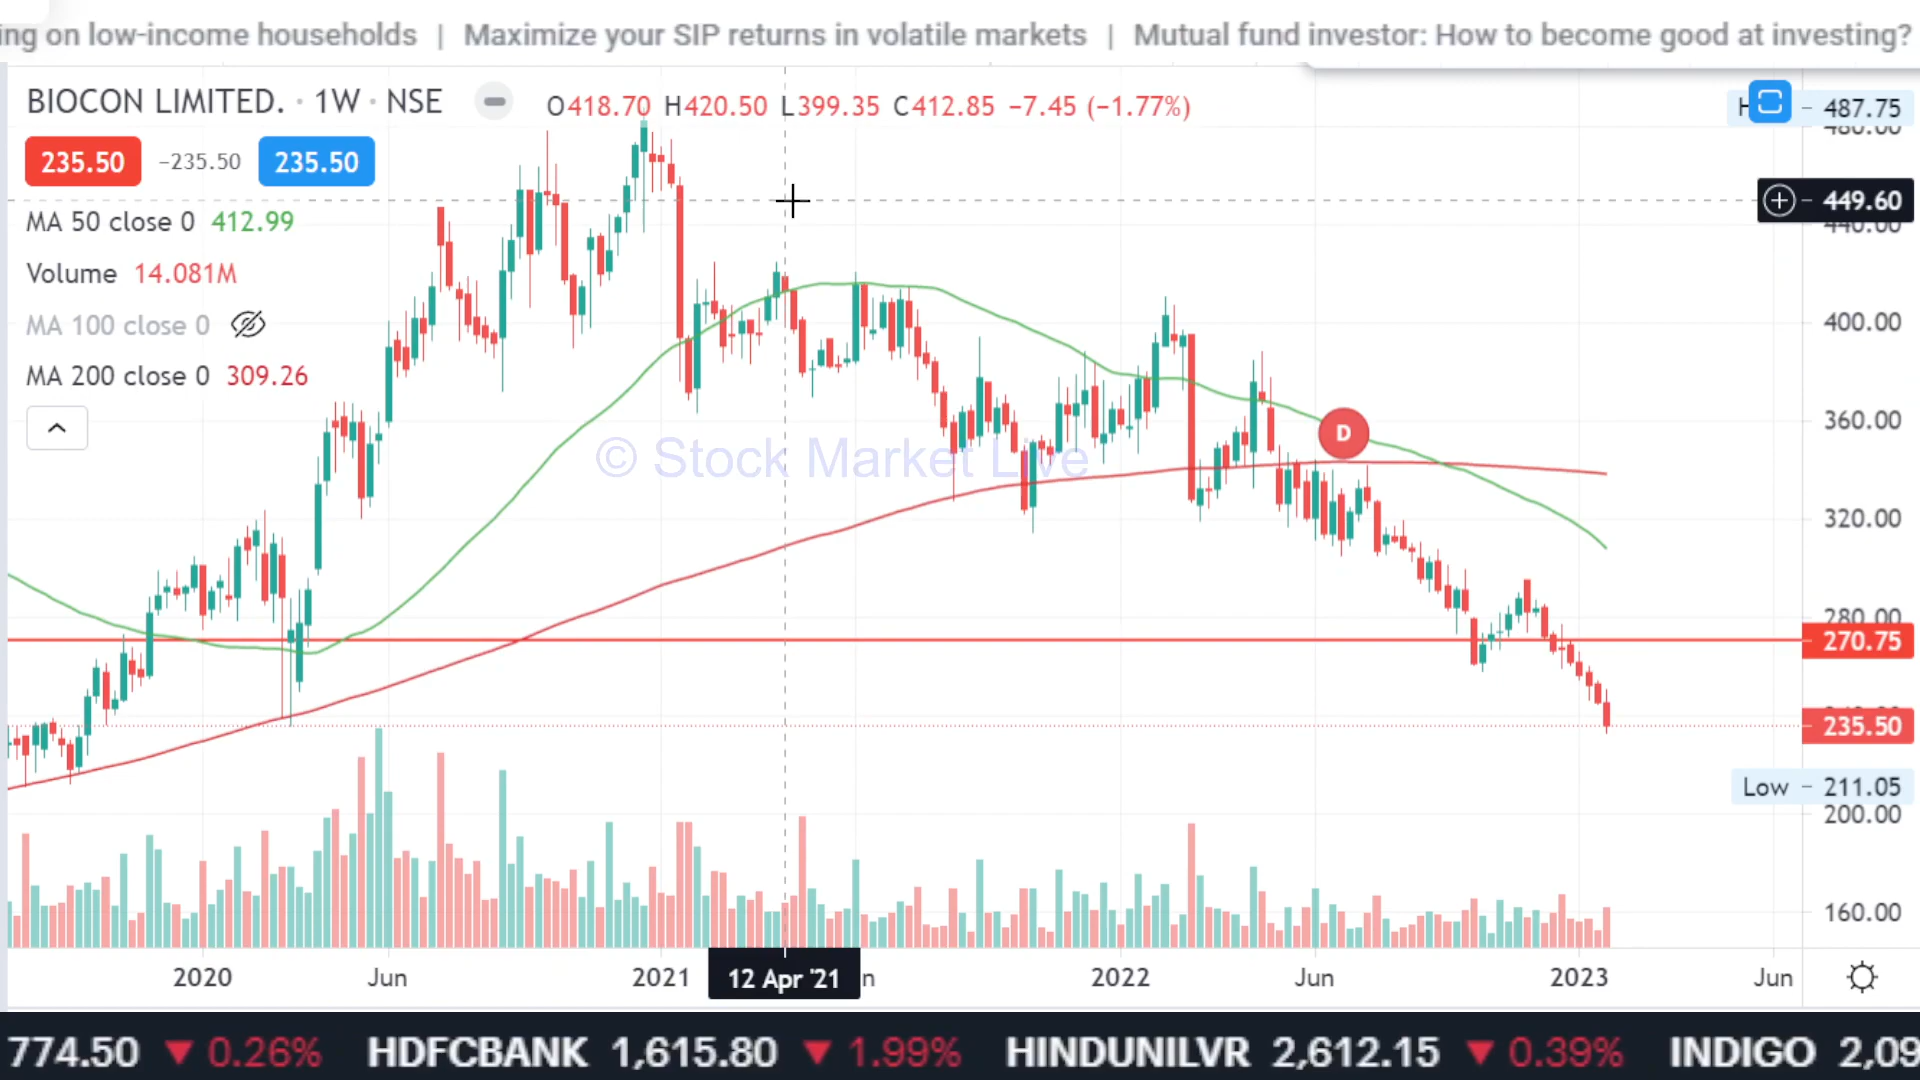 ing on low-income households | Maximize your SIP returns in volatile markets | Mutual fund investor: How to become good at investing?
BIOCON LIMITED. · 1W · NSE O418.70 H420.50 L399.35 C412.85 −7.45 (−1.77%)
H – 487.75
480.00
235.50 −235.50 235.50
449.60
MA 50 close 0 412.99
440.00
Volume 14.081M
MA 100 close 0
400.00
MA 200 close 0 309.26
360.00
D
© Stock Market Live
320.00
280.00
270.75
235.50
Low – 211.05
200.00
160.00
2020 Jun 2021 12 Apr '21 n 2022 Jun 2023 Jun
774.50 ▼ 0.26% HDFCBANK 1,615.80 ▼ 1.99% HINDUNILVR 2,612.15 ▼ 0.39% INDIGO 2,09